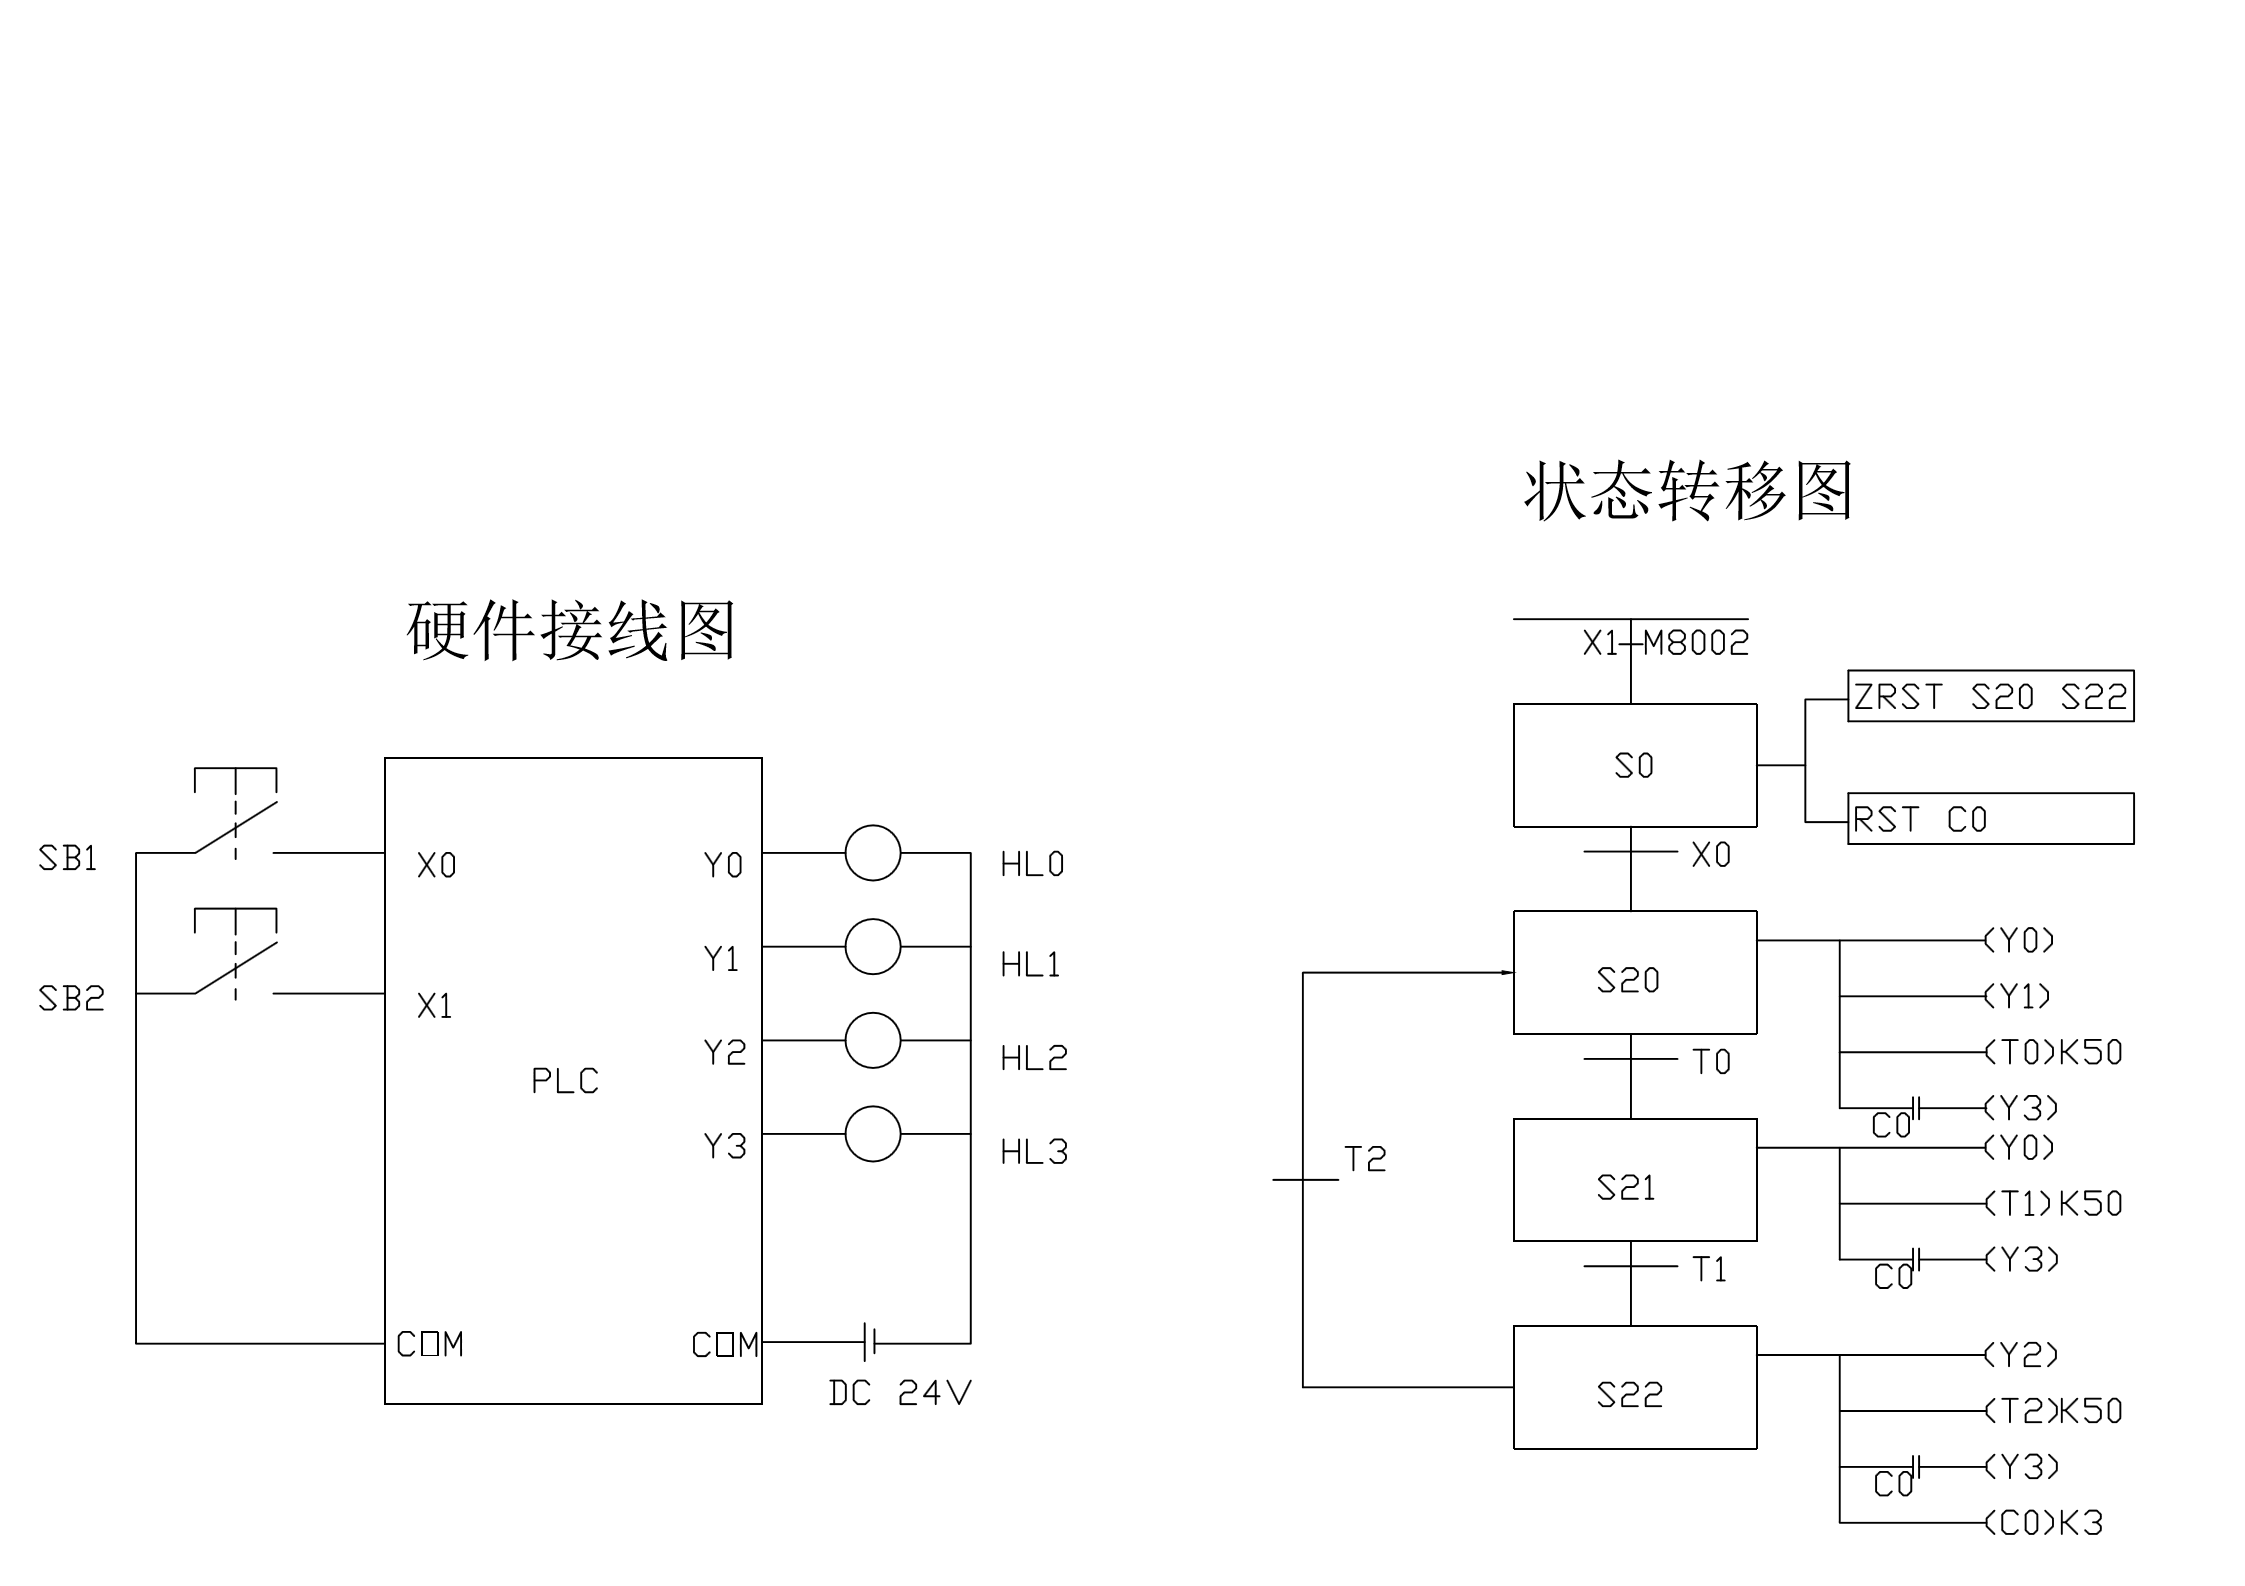 硬件接线图
SB1
SB2
X0
X1
PLC
COM
Y0
Y1
Y2
Y3
COM
HL0
HL1
HL2
HL3
DC 24V
状态转移图
X1 M8002
S0
ZRST S20 S22
RST C0
X0
S20
(Y0)
(Y1)
(T0)K50
C0 (Y3)
T0
T2
S21
(Y0)
(T1)K50
C0 (Y3)
T1
S22
(Y2)
(T2)K50
C0 (Y3)
(C0)K3